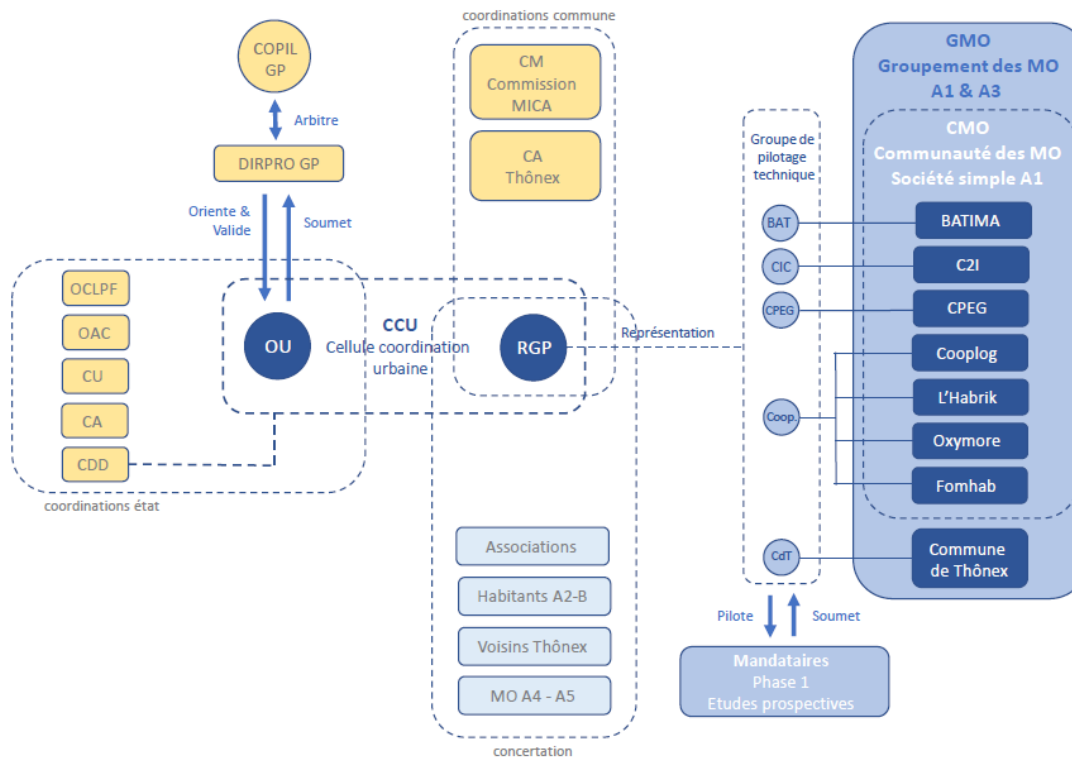 coordinations commune
COPIL
GP
Arbitre
DIRPRO GP
Oriente &
Valide
Soumet
CM
Commission
MICA
CA
Thônex
GMO
Groupement des MO
A1 & A3
CMO
Communauté des MO
Société simple A1
Groupe de
pilotage
technique
BAT
BATIMA
CIC
C2I
CPEG
CPEG
Cooplog
L'Habrik
Coop.
Oxymore
Fomhab
CdT
Commune
de Thônex
OCLPF
OAC
CU
CA
CDD
coordinations état
OU
CCU
Cellule coordination
urbaine
RGP
Représentation
Associations
Habitants A2-B
Voisins Thônex
MO A4 - A5
concertation
Pilote
Soumet
Mandataires
Phase 1
Etudes prospectives